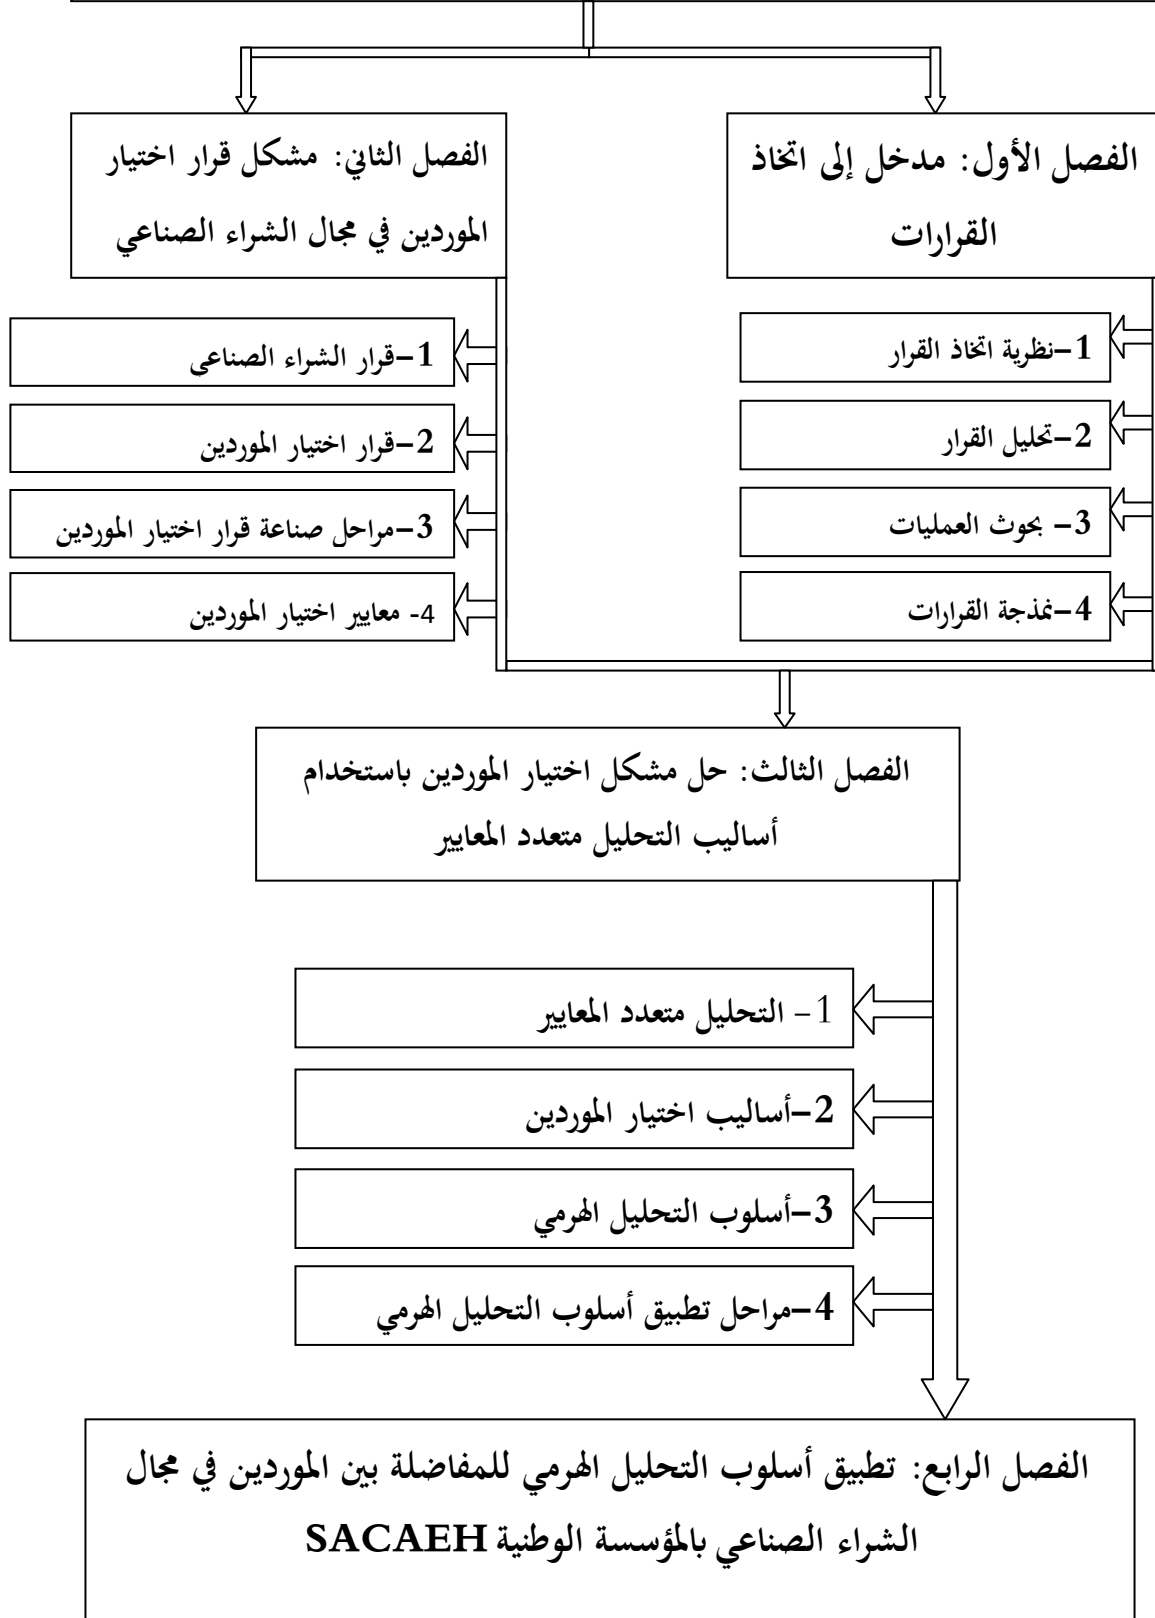 الفصل الأول: مدخل إلى اتخاذ
القرارات
1-نظرية اتخاذ القرار
2-تحليل القرار
3- بحوث العمليات
4-نمذجة القرارات
الفصل الثاني: مشكل قرار اختيار
الموردين في مجال الشراء الصناعي
1-قرار الشراء الصناعي
2-قرار اختيار الموردين
3-مراحل صناعة قرار اختيار الموردين
4- معايير اختيار الموردين
الفصل الثالث: حل مشكل اختيار الموردين باستخدام
أساليب التحليل متعدد المعايير
1- التحليل متعدد المعايير
2-أساليب اختيار الموردين
3-أسلوب التحليل الهرمي
4-مراحل تطبيق أسلوب التحليل الهرمي
الفصل الرابع: تطبيق أسلوب التحليل الهرمي للمفاضلة بين الموردين في مجال
الشراء الصناعي بالمؤسسة الوطنية SACAEH